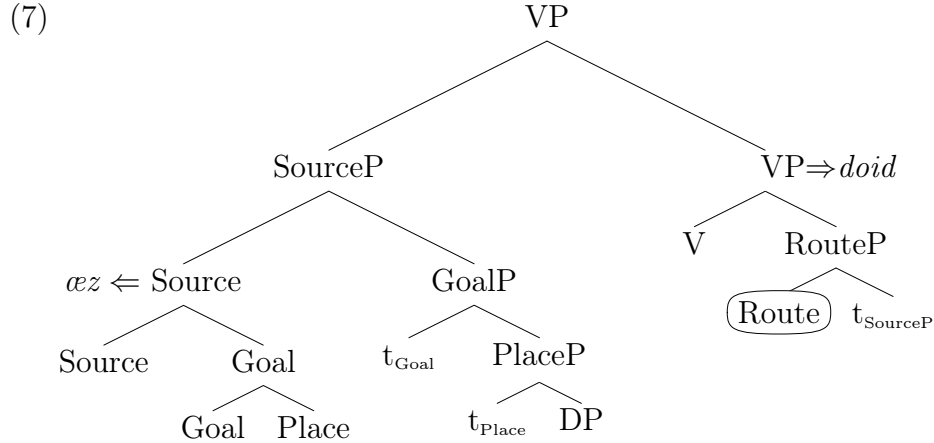 (7)
VP
SourceP VP⇒doid
V RouteP
æz ⇐ Source GoalP
Route t_SourceP
Source Goal t_Goal PlaceP
Goal Place t_Place DP